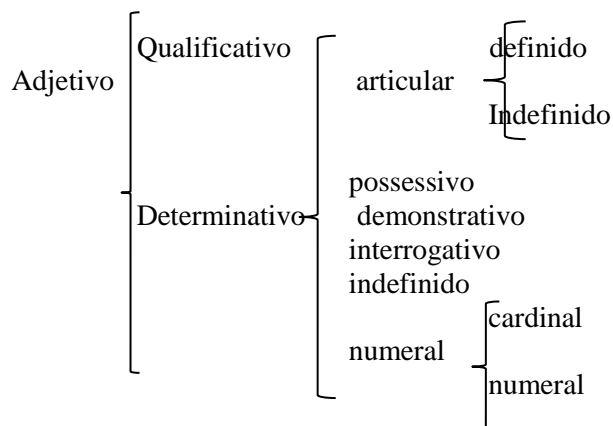 Qualificativo
definido
Adjetivo
articular
Indefinido
possessivo
Determinativo
demonstrativo
interrogativo
indefinido
cardinal
numeral
numeral